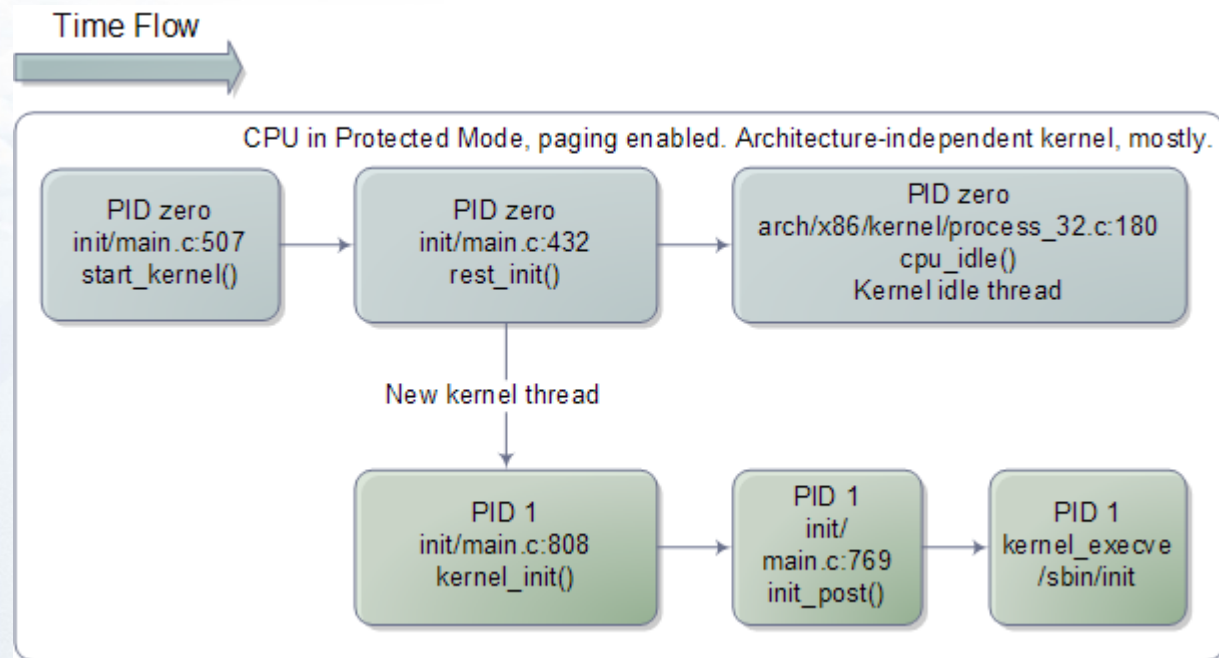 Time Flow
CPU in Protected Mode, paging enabled. Architecture-independent kernel, mostly.
PID zero
init/main.c:507
start_kernel()
PID zero
init/main.c:432
rest_init()
PID zero
arch/x86/kernel/process_32.c:180
cpu_idle()
Kernel idle thread
New kernel thread
PID 1
init/main.c:808
kernel_init()
PID 1
init/
main.c:769
init_post()
PID 1
kernel_execve
/sbin/init